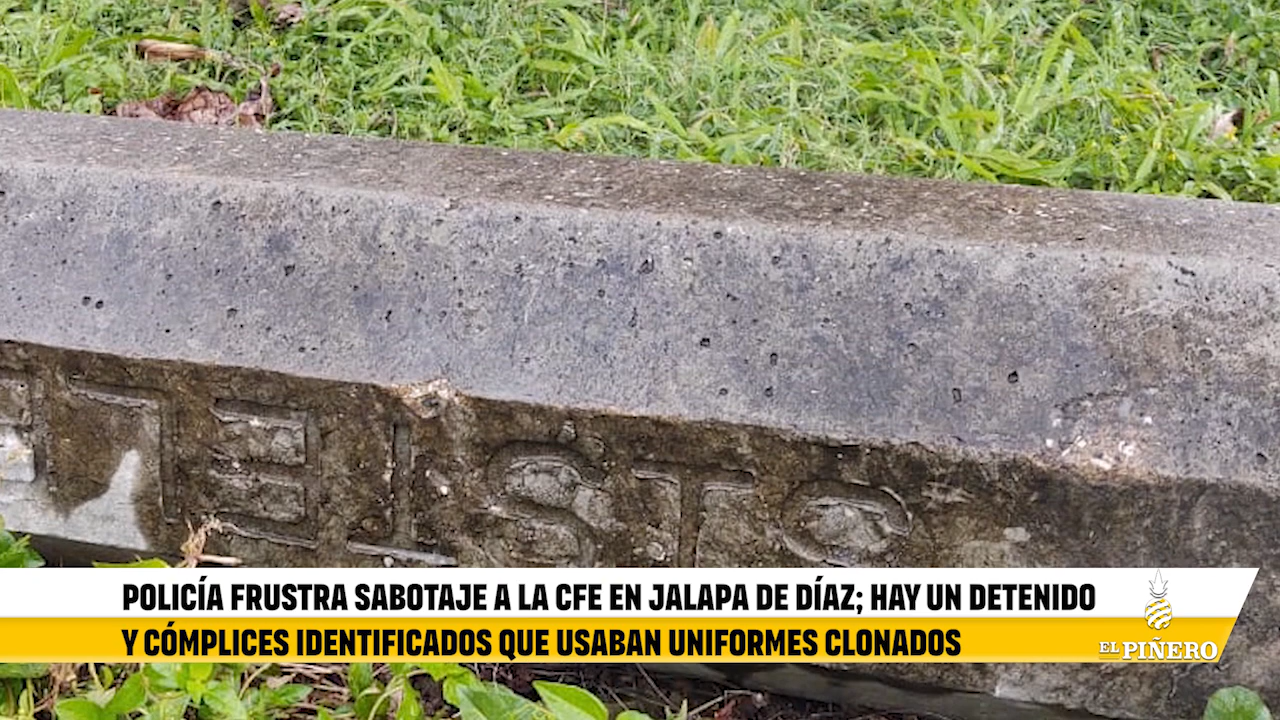 POLICÍA FRUSTRA SABOTAJE A LA CFE EN JALAPA DE DÍAZ; HAY UN DETENIDO
Y CÓMPLICES IDENTIFICADOS QUE USABAN UNIFORMES CLONADOS
EL PIÑERO